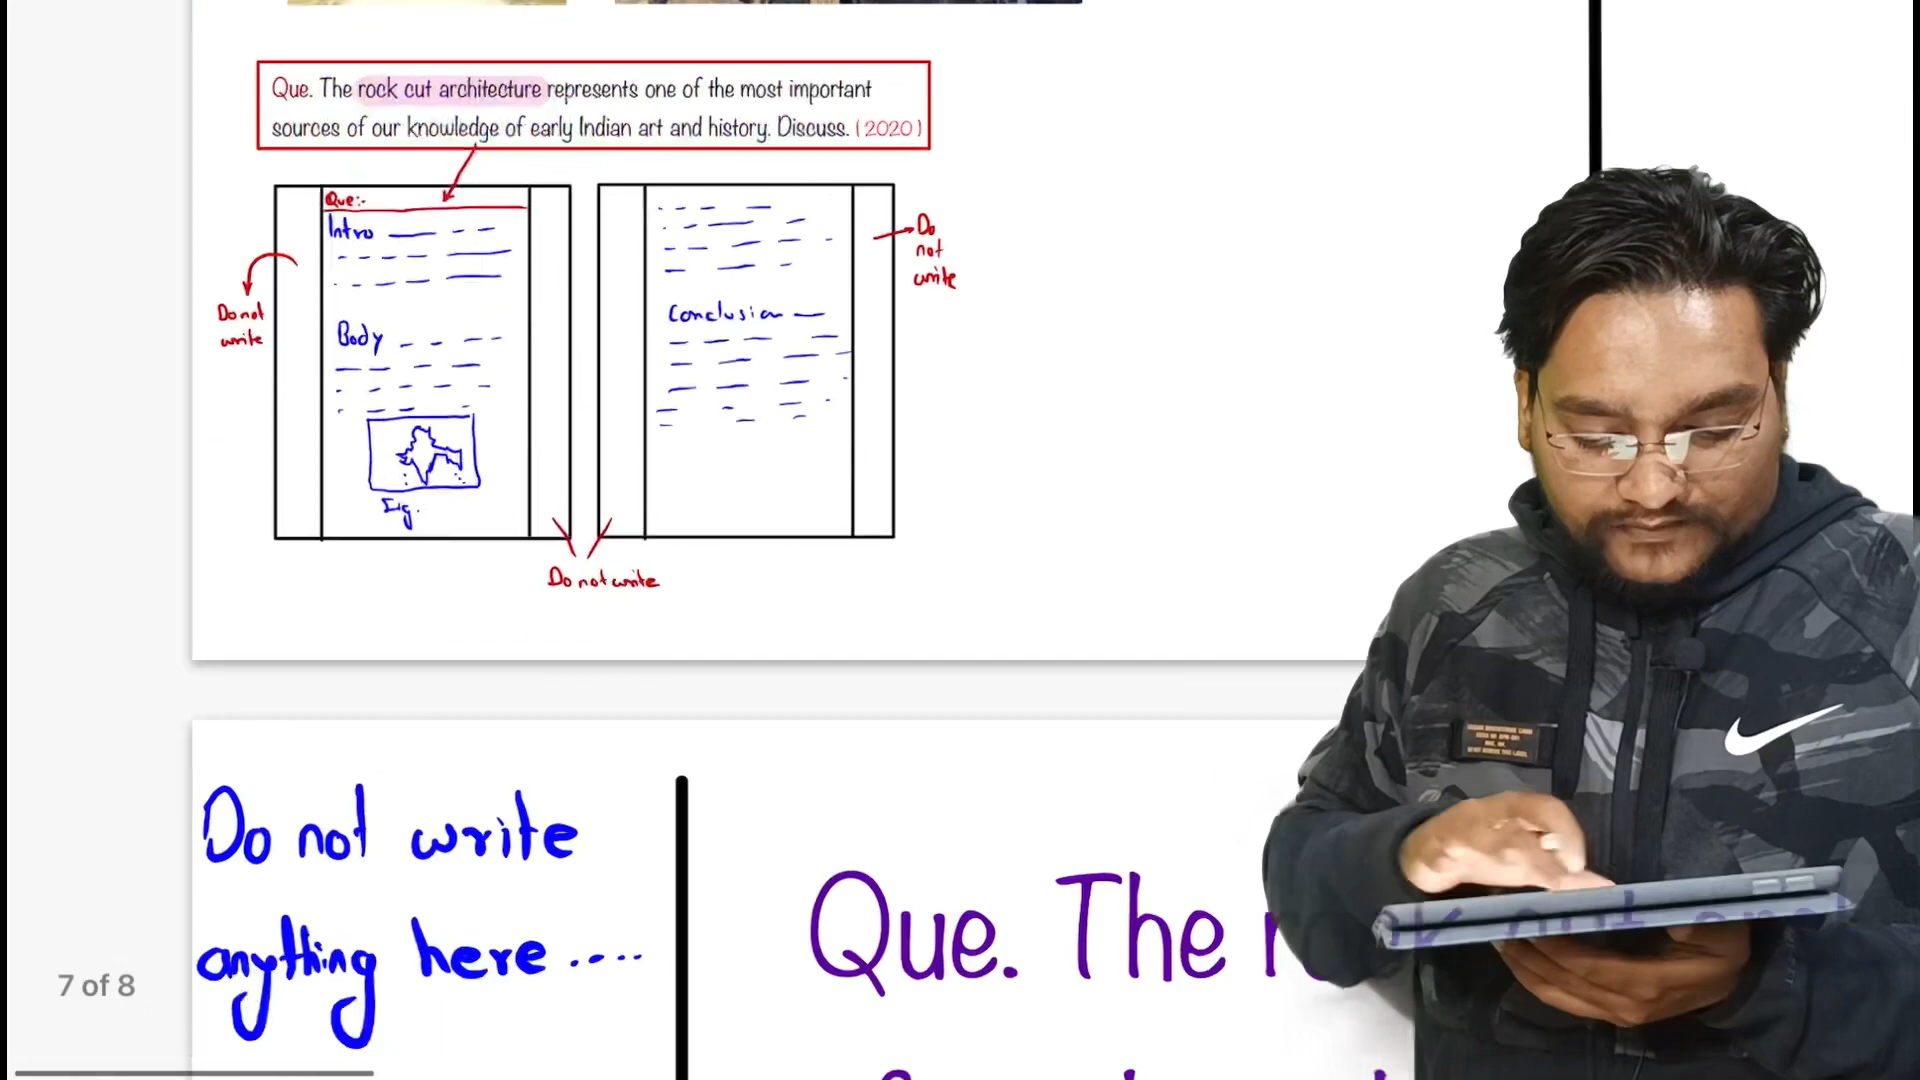 Que. The rock cut architecture represents one of the most important
sources of our knowledge of early Indian art and history. Discuss. (2020)
Que:-
Intro
Do
not
write
Do not
write
Conclusion
Body
Fig.
Do not write
Do not write
anything here ....
Que. The rock cut
7 of 8